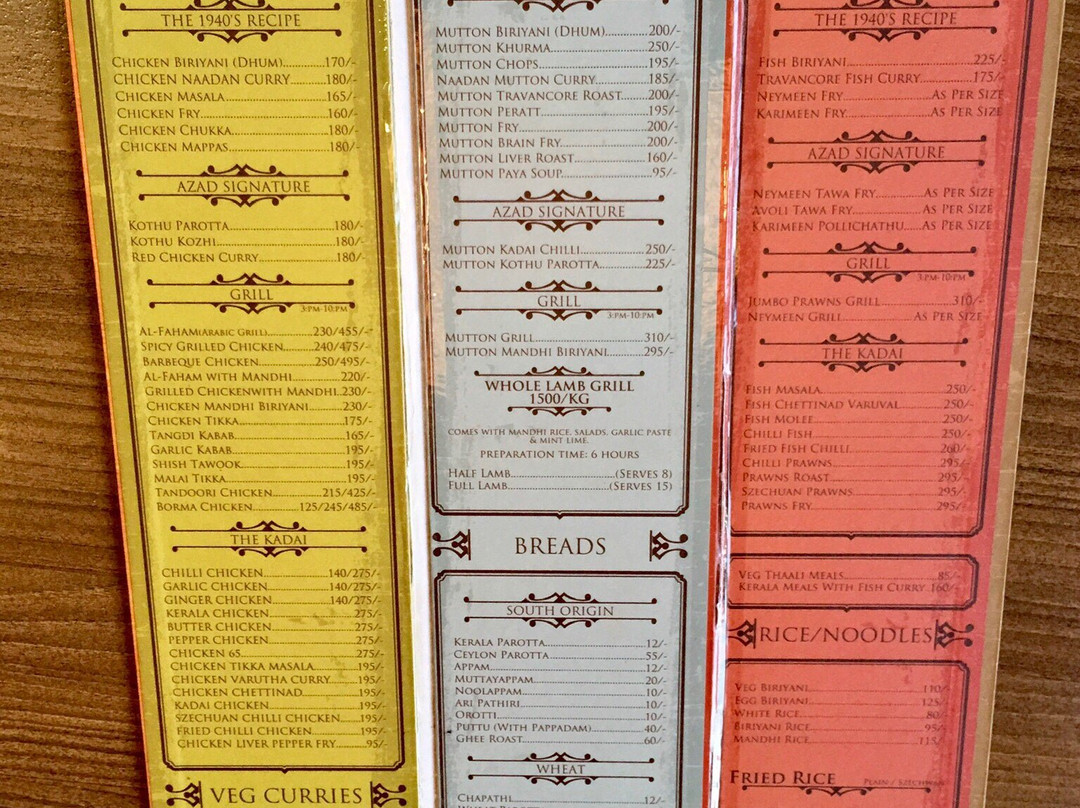 THE 1940'S RECIPE
CHICKEN BIRIYANI (DHUM)..........170/-
CHICKEN NAADAN CURRY..........180/-
CHICKEN MASALA..........165/-
CHICKEN FRY..........160/-
CHICKEN CHUKKA..........180/-
CHICKEN MAPPAS..........180/-
AZAD SIGNATURE
KOTHU PAROTTA..........180/-
KOTHU KOZHI..........180/-
RED CHICKEN CURRY..........180/-
GRILL
3:PM-10:PM
AL-FAHAM(ARABIC GRILL)..........230/455/-
SPICY GRILLED CHICKEN..........240/475/-
BARBEQUE CHICKEN..........250/495/-
AL-FAHAM WITH MANDHI..........220/-
GRILLED CHICKENWITH MANDHI..230/-
CHICKEN MANDHI BIRIYANI..........230/-
CHICKEN TIKKA..........175/-
TANGDI KABAB..........165/-
GARLIC KABAB..........195/-
SHISH TAWOOK..........195/-
MALAI TIKKA..........195/-
TANDOORI CHICKEN..........215/425/-
BORMA CHICKEN..........125/245/485/-
THE KADAI
CHILLI CHICKEN..........140/275/-
GARLIC CHICKEN..........140/275/-
GINGER CHICKEN..........140/275/-
KERALA CHICKEN..........275/-
BUTTER CHICKEN..........275/-
PEPPER CHICKEN..........275/-
CHICKEN 65..........275/-
CHICKEN TIKKA MASALA..........195/-
CHICKEN VARUTHA CURRY..........195/-
CHICKEN CHETTINAD..........195/-
KADAI CHICKEN..........195/-
SZECHUAN CHILLI CHICKEN..........195/-
FRIED CHILLI CHICKEN..........195/-
CHICKEN LIVER PEPPER FRY..........95/-
VEG CURRIES
MUTTON BIRIYANI (DHUM)..........200/-
MUTTON KHURMA..........250/-
MUTTON CHOPS..........195/-
NAADAN MUTTON CURRY..........185/-
MUTTON TRAVANCORE ROAST..........200/-
MUTTON PERATT..........195/-
MUTTON FRY..........200/-
MUTTON BRAIN FRY..........200/-
MUTTON LIVER ROAST..........160/-
MUTTON PAYA SOUP..........95/-
AZAD SIGNATURE
MUTTON KADAI CHILLI..........250/-
MUTTON KOTHU PAROTTA..........225/-
GRILL
3:PM-10:PM
MUTTON GRILL..........310/-
MUTTON MANDHI BIRIYANI..........295/-
WHOLE LAMB GRILL
1500/KG
COMES WITH MANDHI RICE, SALADS, GARLIC PASTE
& MINT LIME.
PREPARATION TIME: 6 HOURS
HALF LAMB..........(SERVES 8)
FULL LAMB..........(SERVES 15)
BREADS
SOUTH ORIGIN
KERALA PAROTTA..........12/-
CEYLON PAROTTA..........55/-
APPAM..........12/-
MUTTAYAPPAM..........20/-
NOOLAPPAM..........10/-
ARI PATHIRI..........10/-
OROTTI..........10/-
PUTTU (WITH PAPPADAM)..........40/-
GHEE ROAST..........60/-
WHEAT
CHAPATHI..........12/-
THE 1940'S RECIPE
FISH BIRIYANI..........225/-
TRAVANCORE FISH CURRY..........175/-
NEYMEEN FRY..........AS PER SIZE
KARIMEEN FRY..........AS PER SIZE
AZAD SIGNATURE
NEYMEEN TAWA FRY..........AS PER SIZE
AVOLI TAWA FRY..........AS PER SIZE
KARIMEEN POLLICHATHU......AS PER SIZE
GRILL
3:PM-10:PM
JUMBO PRAWNS GRILL..........310/-
NEYMEEN GRILL..........AS PER SIZE
THE KADAI
FISH MASALA..........250/-
FISH CHETTINAD VARUVAL..........250/-
FISH MOLEE..........250/-
CHILLI FISH..........250/-
FRIED FISH CHILLI..........260/-
CHILLI PRAWNS..........295/-
PRAWNS ROAST..........295/-
SZECHUAN PRAWNS..........295/-
PRAWNS FRY..........295/-
VEG THAALI MEALS..........85/-
KERALA MEALS WITH FISH CURRY 160/-
RICE/NOODLES
VEG BIRIYANI..........110/-
EGG BIRIYANI..........125/-
WHITE RICE..........80/-
BIRIYANI RICE..........95/-
MANDHI RICE..........115/-
FRIED RICE PLAIN / SZECHWAN